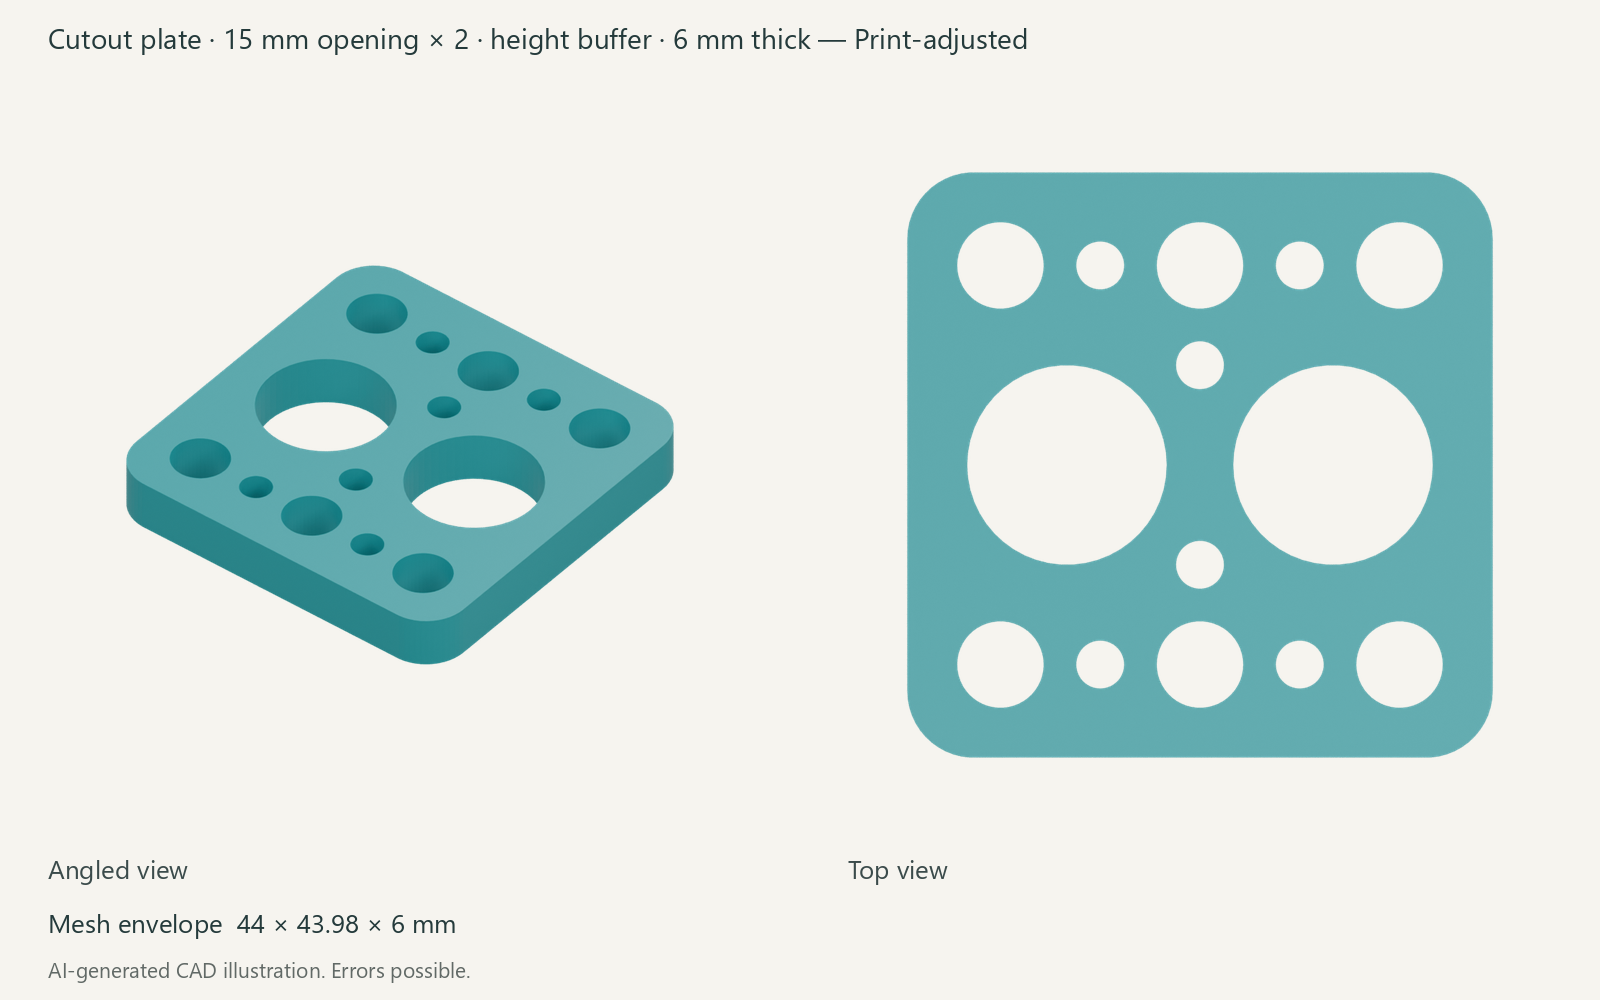 Cutout plate · 15 mm opening × 2 · height buffer · 6 mm thick — Print-adjusted
Angled view
Top view
Mesh envelope  44 × 43.98 × 6 mm
AI-generated CAD illustration. Errors possible.